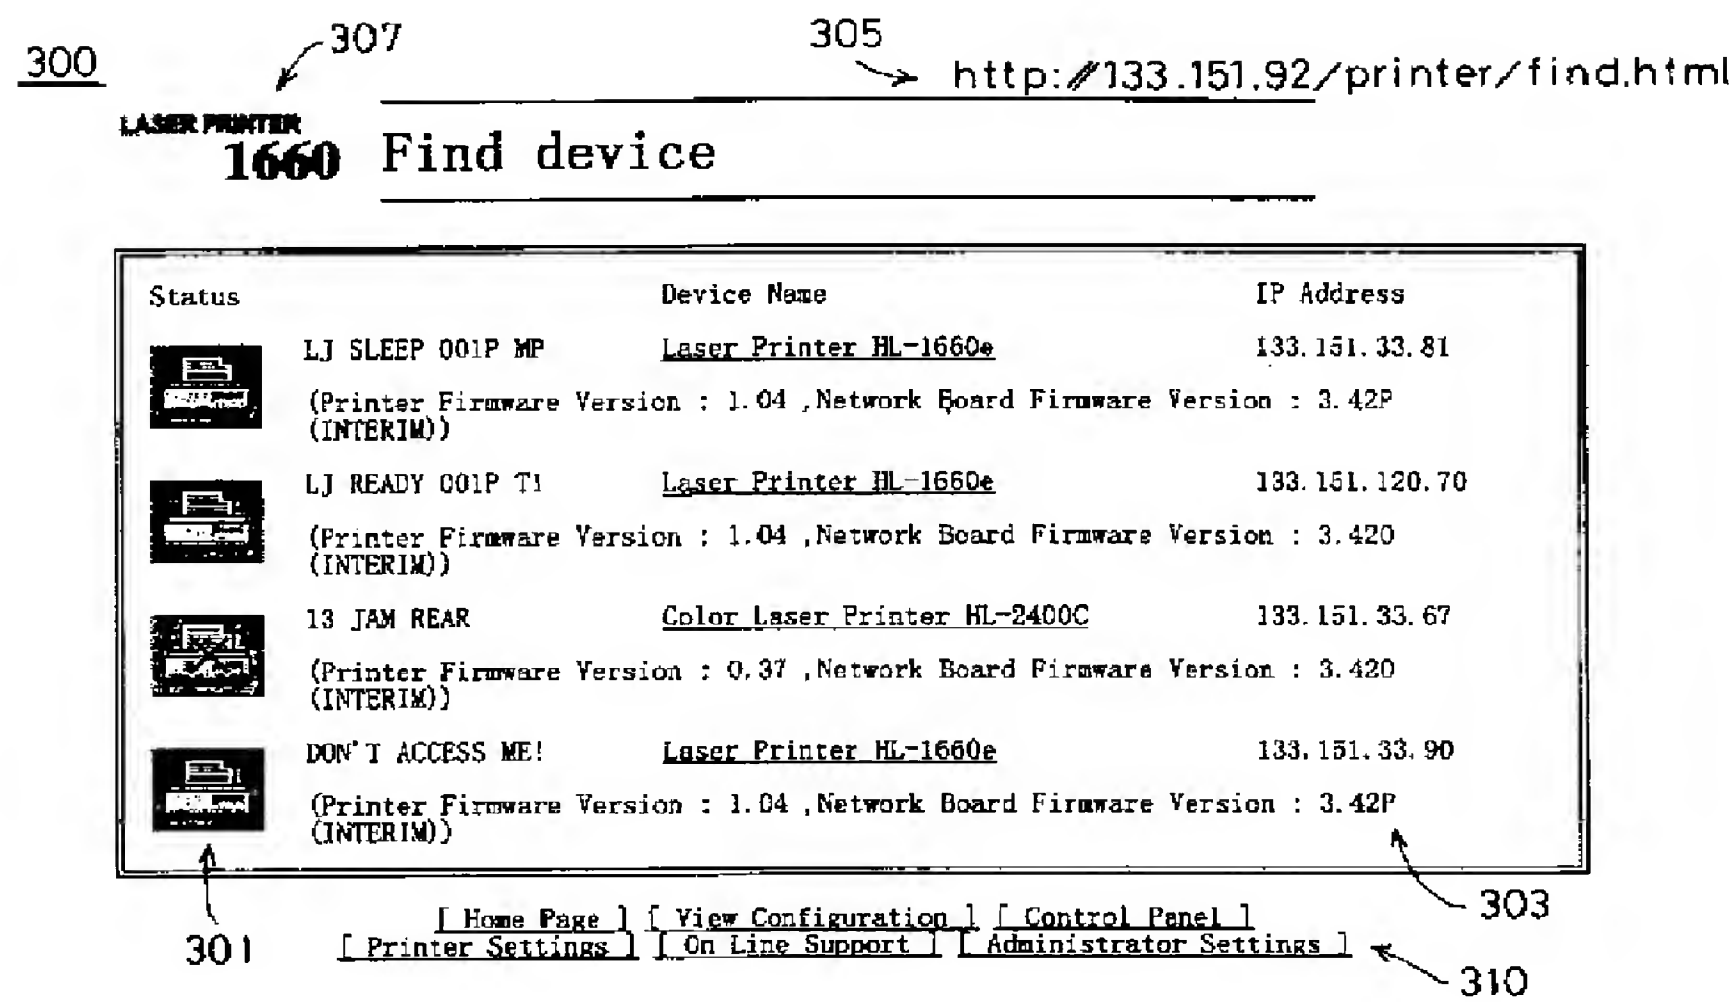 307
305
300
http://133.151.92/printer/find.html
LASER PRINTER
1660 Find device
Status Device Name IP Address
LJ SLEEP 001P MP Laser Printer HL-1660e 133.151.33.81
(Printer Firmware Version : 1.04 ,Network Board Firmware Version : 3.42P
(INTERIM))
LJ READY 001P T1 Laser Printer HL-1660e 133.151.120.70
(Printer Firmware Version : 1.04 ,Network Board Firmware Version : 3.420
(INTERIM))
13 JAM REAR Color Laser Printer HL-2400C 133.151.33.67
(Printer Firmware Version : 0.37 ,Network Board Firmware Version : 3.420
(INTERIM))
DON'T ACCESS ME! Laser Printer HL-1660e 133.151.33.90
(Printer Firmware Version : 1.04 ,Network Board Firmware Version : 3.42P
(INTERIM))
303
[ Home Page ] [ View Configuration ] [ Control Panel ]
301
[ Printer Settings ] [ On Line Support ] [ Administrator Settings ]
310